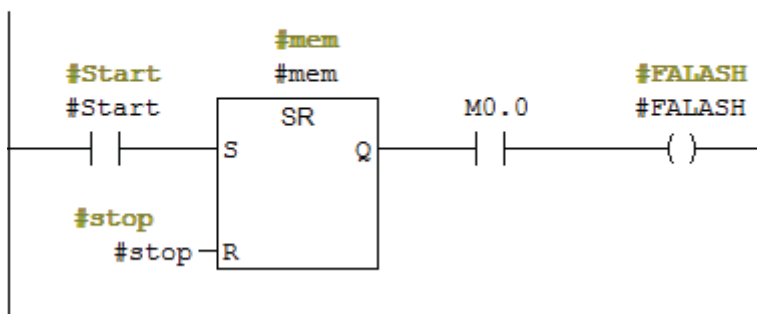 #mem
#Start #mem #FALASH
#Start SR M0.0 #FALASH
S Q
#stop
#stop R